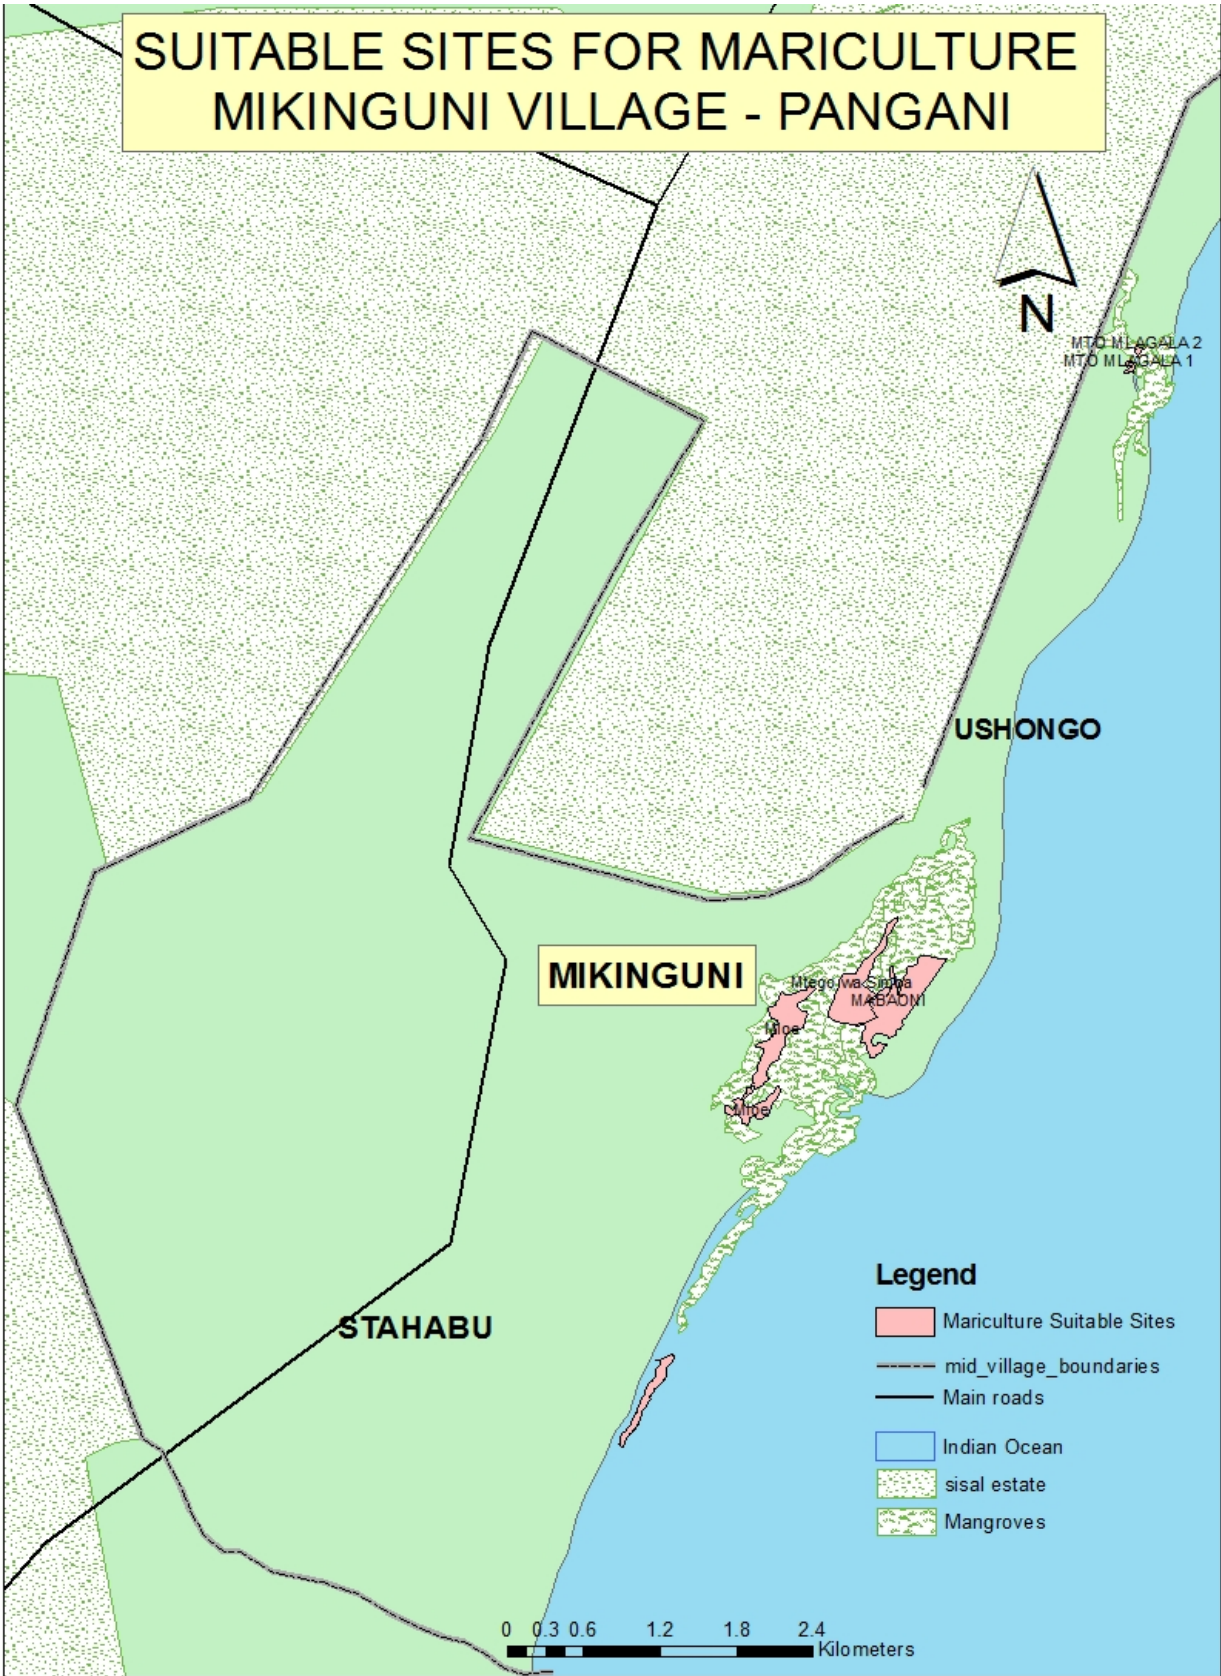 SUITABLE SITES FOR MARICULTURE
MIKINGUNI VILLAGE - PANGANI
N
MTO MLAGALA 2
MTO MLAGALA 1
USHONGO
MIKINGUNI
Mtego wa Simba
MABAONI
Mloe
Mloe
STAHABU
Legend
Mariculture Suitable Sites
mid_village_boundaries
Main roads
Indian Ocean
sisal estate
Mangroves
0 0.3 0.6 1.2 1.8 2.4
Kilometers